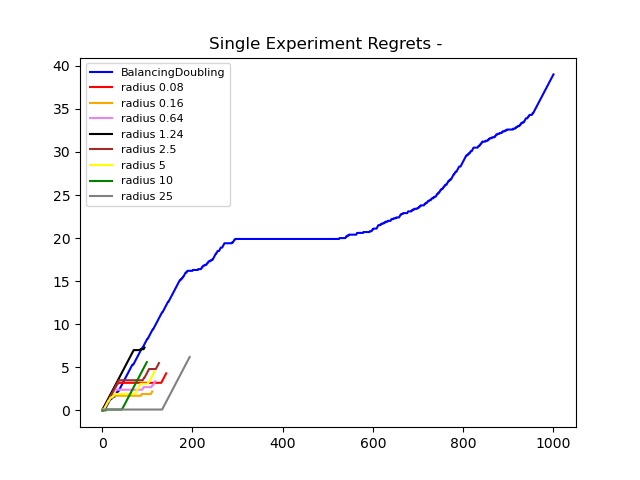 Single Experiment Regrets -
BalancingDoubling
radius 0.08
radius 0.16
radius 0.64
radius 1.24
radius 2.5
radius 5
radius 10
radius 25
40
35
30
25
20
15
10
5
0
0 200 400 600 800 1000